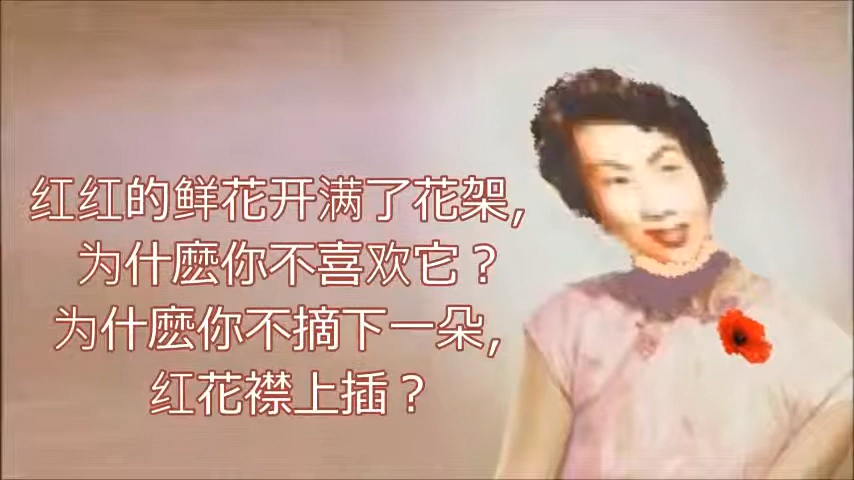 红红的鲜花开满了花架，
为什麽你不喜欢它？
为什麽你不摘下一朵，
红花襟上插？